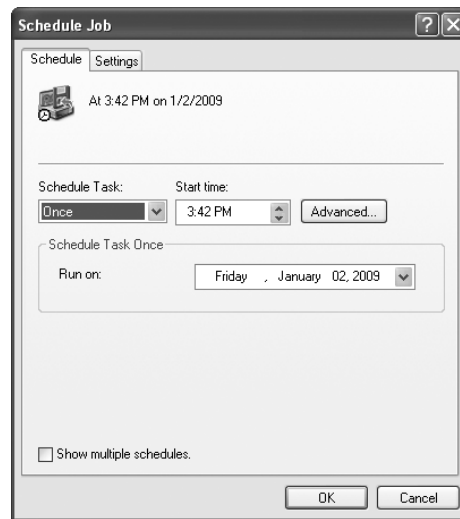 Schedule Job
Schedule Settings
At 3:42 PM on 1/2/2009
Schedule Task: Start time:
Once 3:42 PM Advanced...
Schedule Task Once
Run on: Friday , January 02, 2009
Show multiple schedules.
OK Cancel